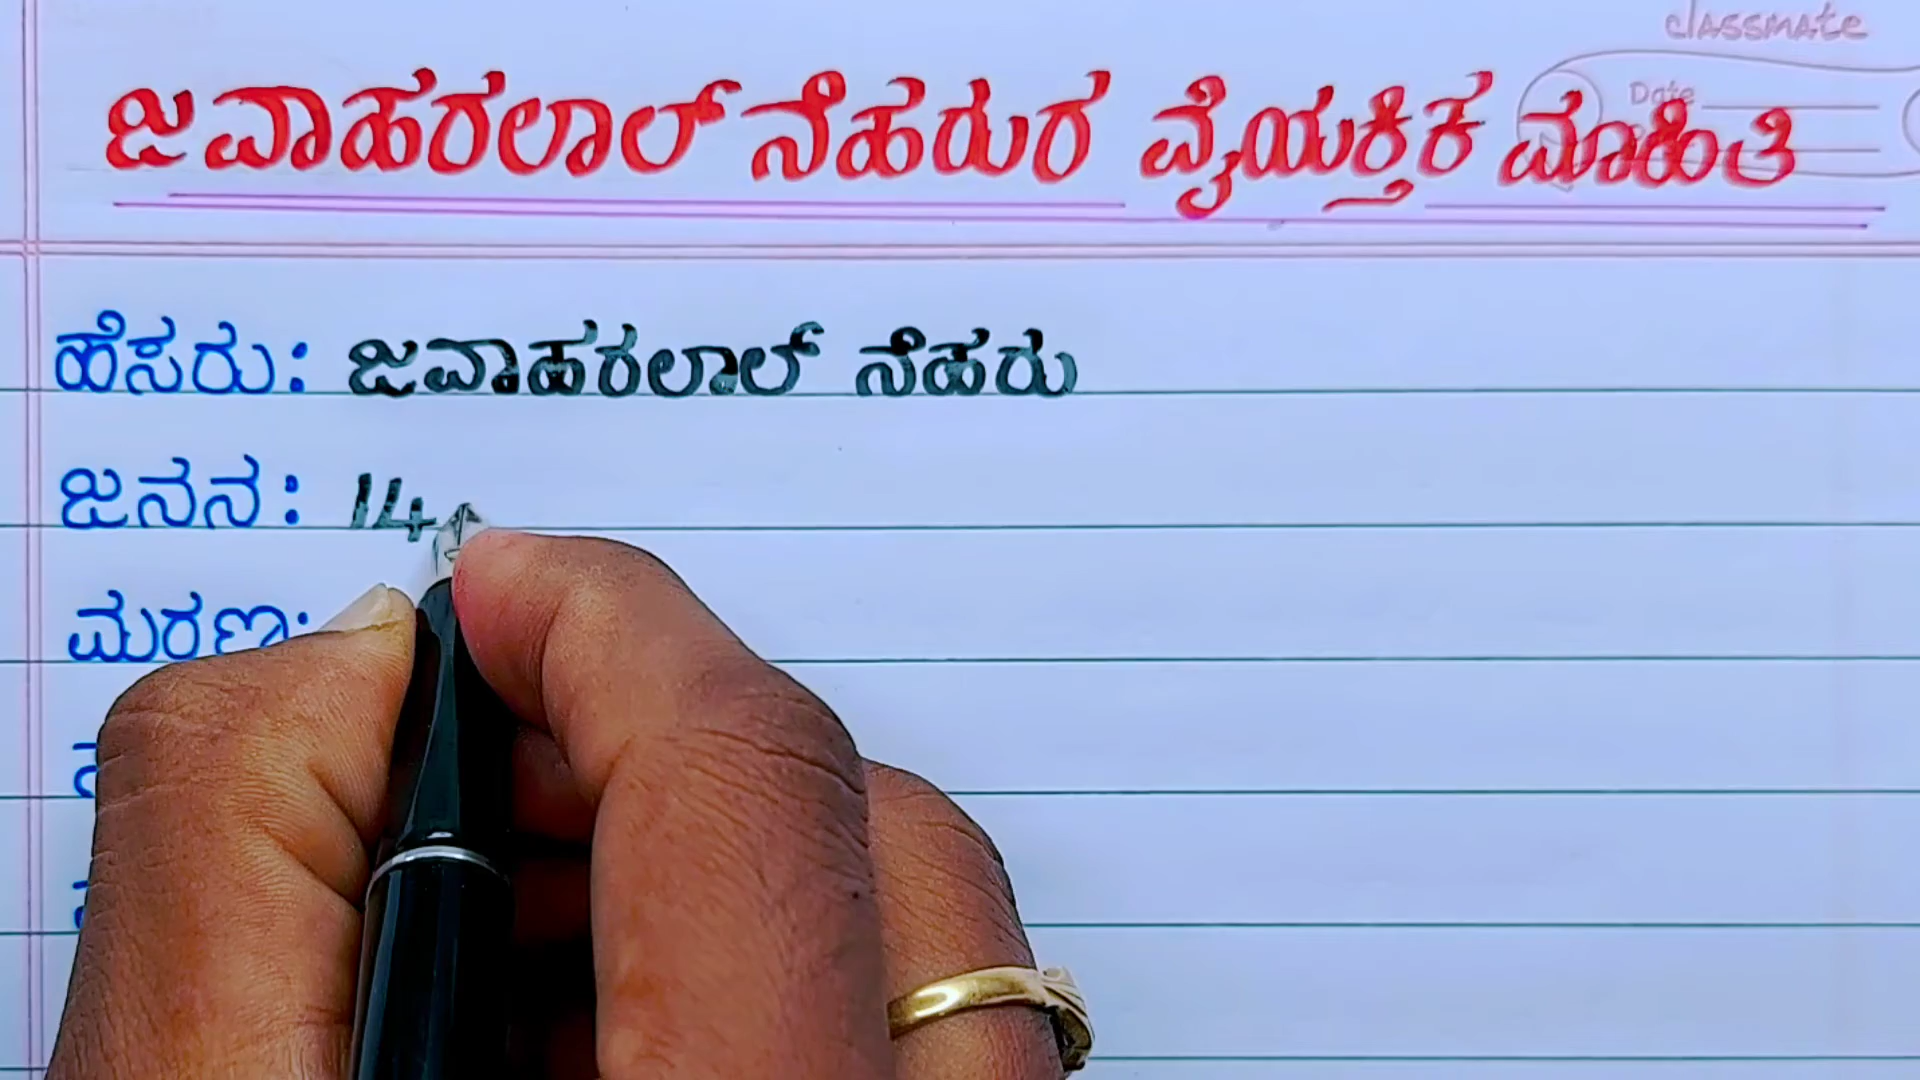 classmate
Date
ಜವಾಹರಲಾಲ್ ನೆಹರುರ ವೈಯಕ್ತಿಕ ಮಾಹಿತಿ
ಹೆಸರು: ಜವಾಹರಲಾಲ್ ನೆಹರು
ಜನನ: 14
ಮರಣ: